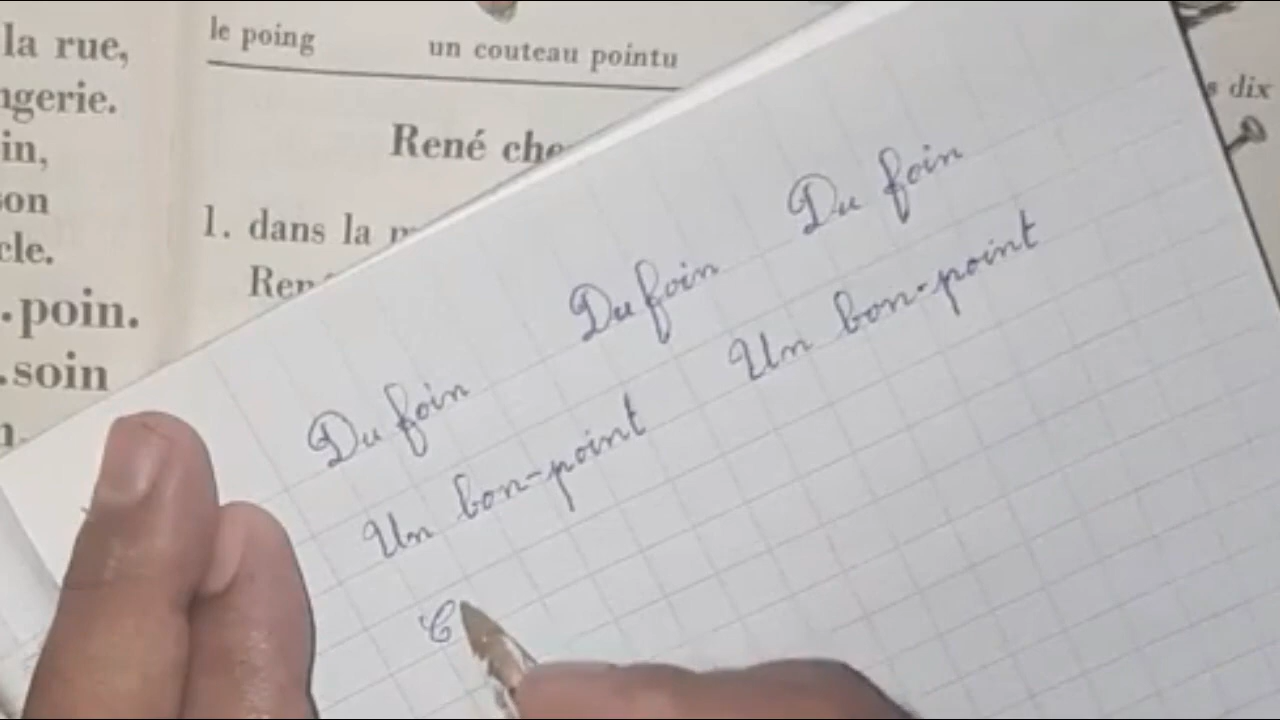 la rue,
ngerie.
in,
son
cle.
.poin.
.soin
le poing
un couteau pointu
René che
1. dans la m
Ren
s dix
Du foin Du foin Du foin
Un bon-point Un bon-point
C